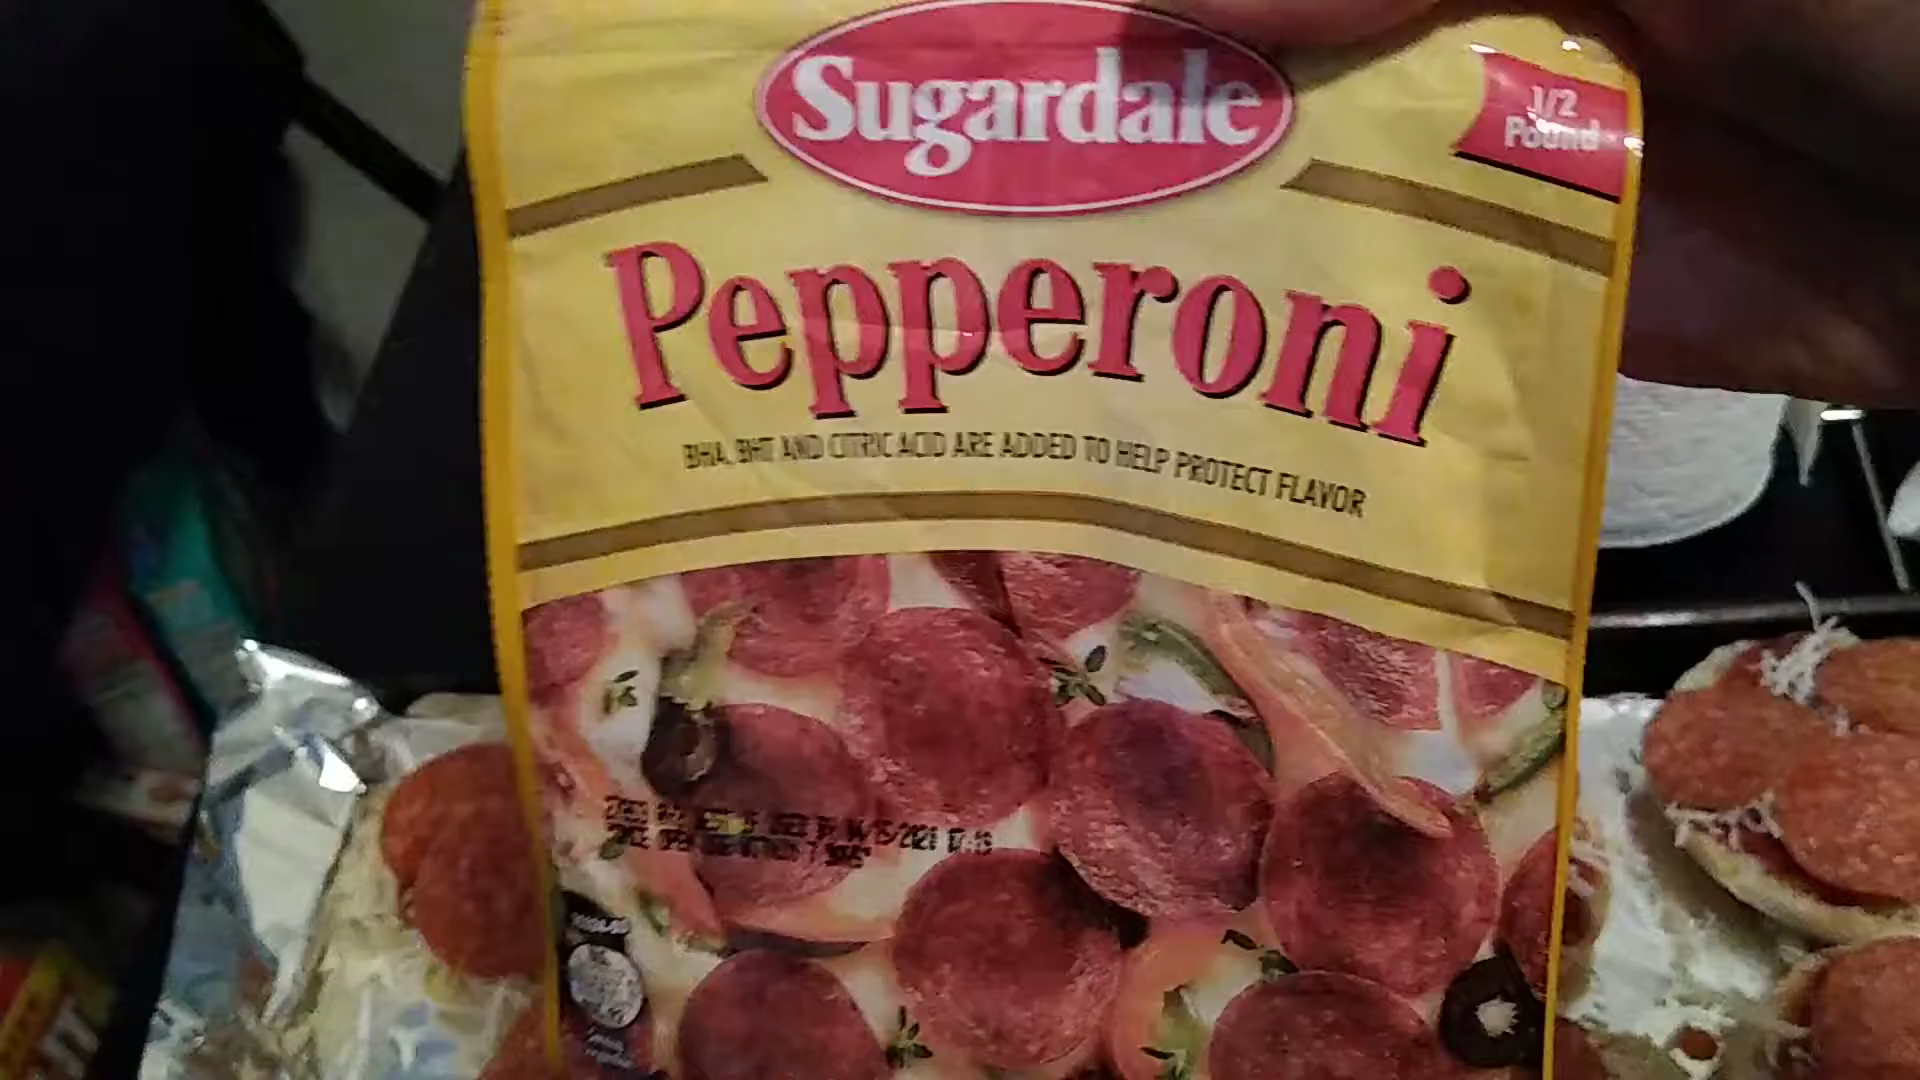 Sugardale
1/2
Pound
Pepperoni
BHA, BHT AND CITRIC ACID ARE ADDED TO HELP PROTECT FLAVOR